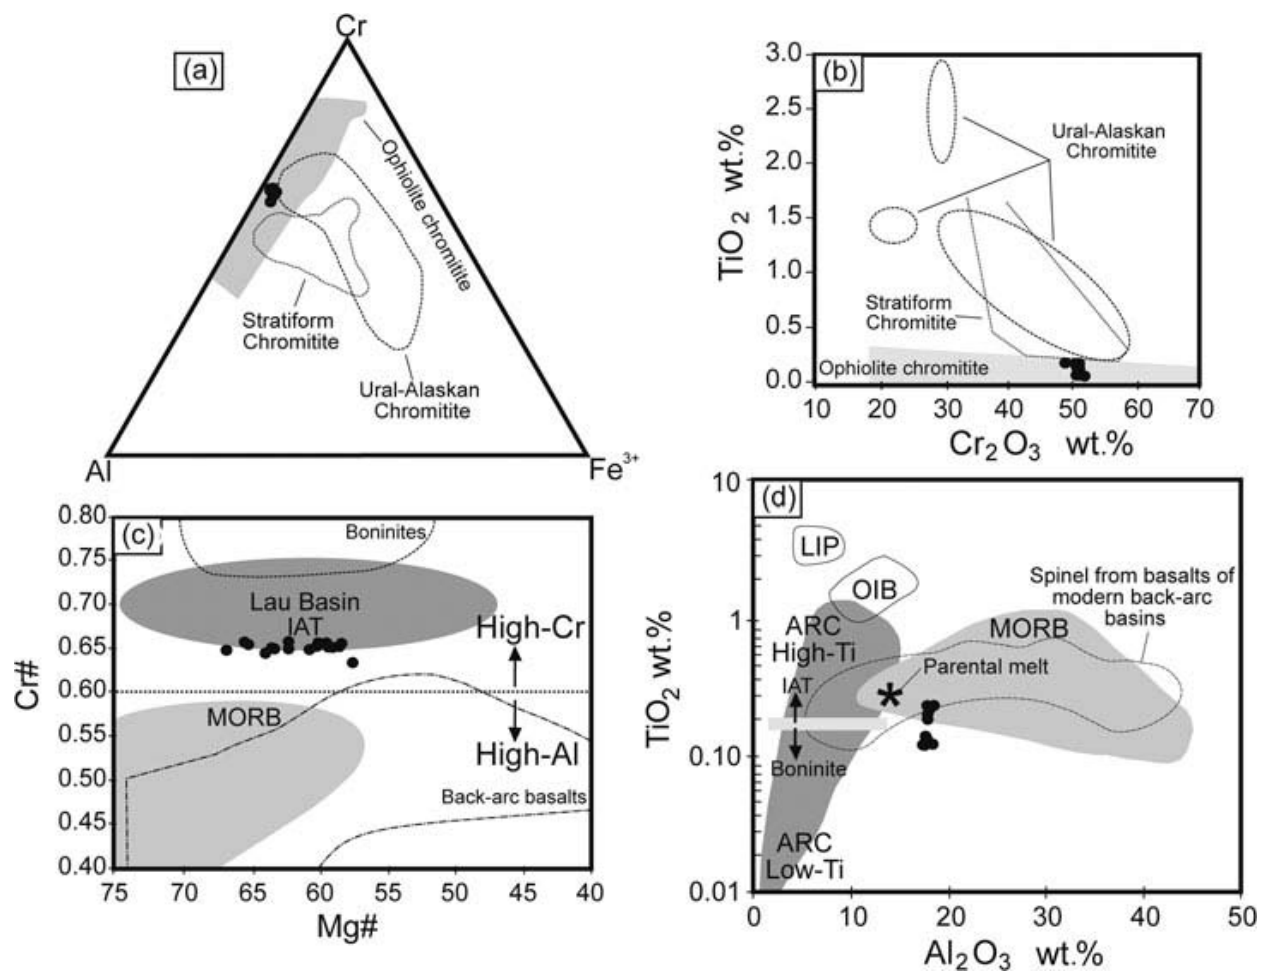 (a)
Cr
Ophiolite chromitite
Stratiform
Chromitite
Ural-Alaskan
Chromitite
Al
Fe³⁺
(b)
TiO₂ wt.%
3.0
2.5
2.0
1.5
1.0
0.5
0.0
Ural-Alaskan
Chromitite
Stratiform
Chromitite
Ophiolite chromitite
10 20 30 40 50 60 70
Cr₂O₃ wt.%
(c)
Cr#
0.80
0.75
0.70
0.65
0.60
0.55
0.50
0.45
0.40
Boninites
Lau Basin
IAT
High-Cr
MORB
High-Al
Back-arc basalts
75 70 65 60 55 50 45 40
Mg#
(d)
TiO₂ wt.%
10
1
0.10
0.01
LIP
OIB
Spinel from basalts of
modern back-arc
basins
ARC
High-Ti
MORB
Parental melt
IAT
*
Boninite
ARC
Low-Ti
0 10 20 30 40 50
Al₂O₃ wt.%